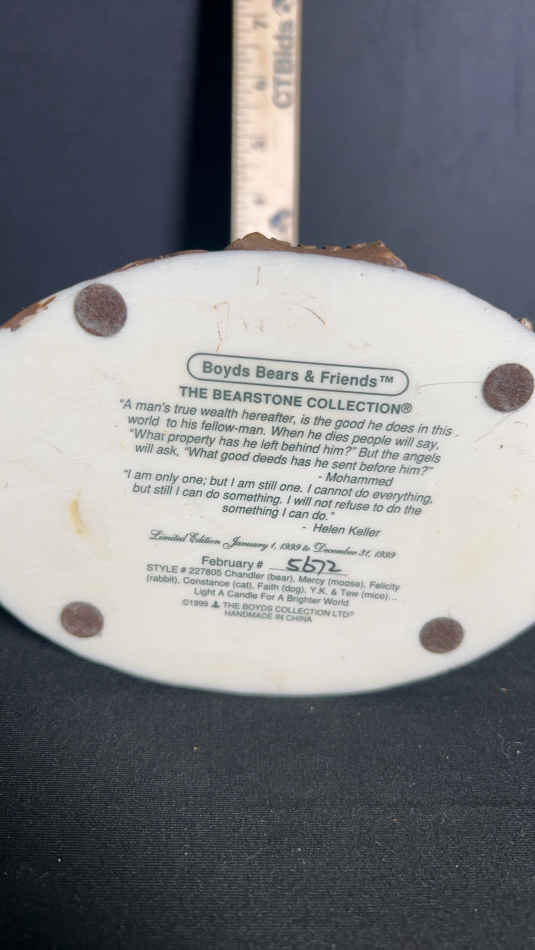 7
CTBids
6
5
Boyds Bears & Friends™
THE BEARSTONE COLLECTION®
"A man's true wealth hereafter, is the good he does in this
world to his fellow-man. When he dies people will say,
"What property has he left behind him?" But the angels
will ask, "What good deeds has he sent before him?"
- Mohammed
"I am only one; but I am still one. I cannot do everything,
but still I can do something. I will not refuse to do the
something I can do."
- Helen Keller
Limited Edition January 1, 1999 to December 31, 1999
February # 5672
STYLE # 227805 Chandler (bear), Mercy (moose), Felicity
(rabbit), Constance (cat), Faith (dog), Y.K. & Tew (mice)...
Light A Candle For A Brighter World
©1999 THE BOYDS COLLECTION LTD®
HANDMADE IN CHINA